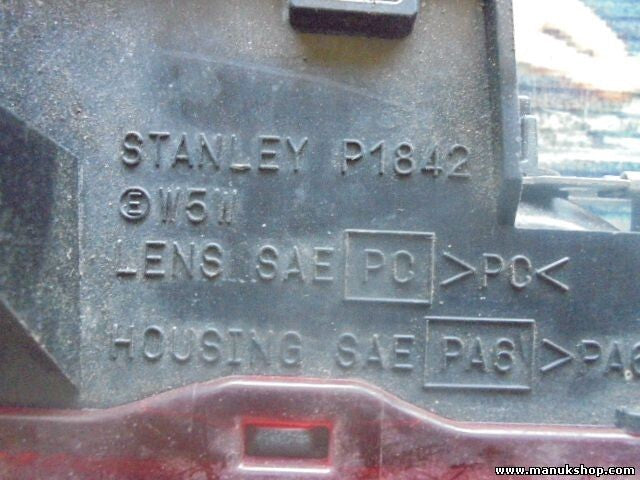 STANLEY P1842
Ⓔ W5W
LENS SAE PC >PC<
HOUSING SAE PA6 >PA6
www.manukshop.com